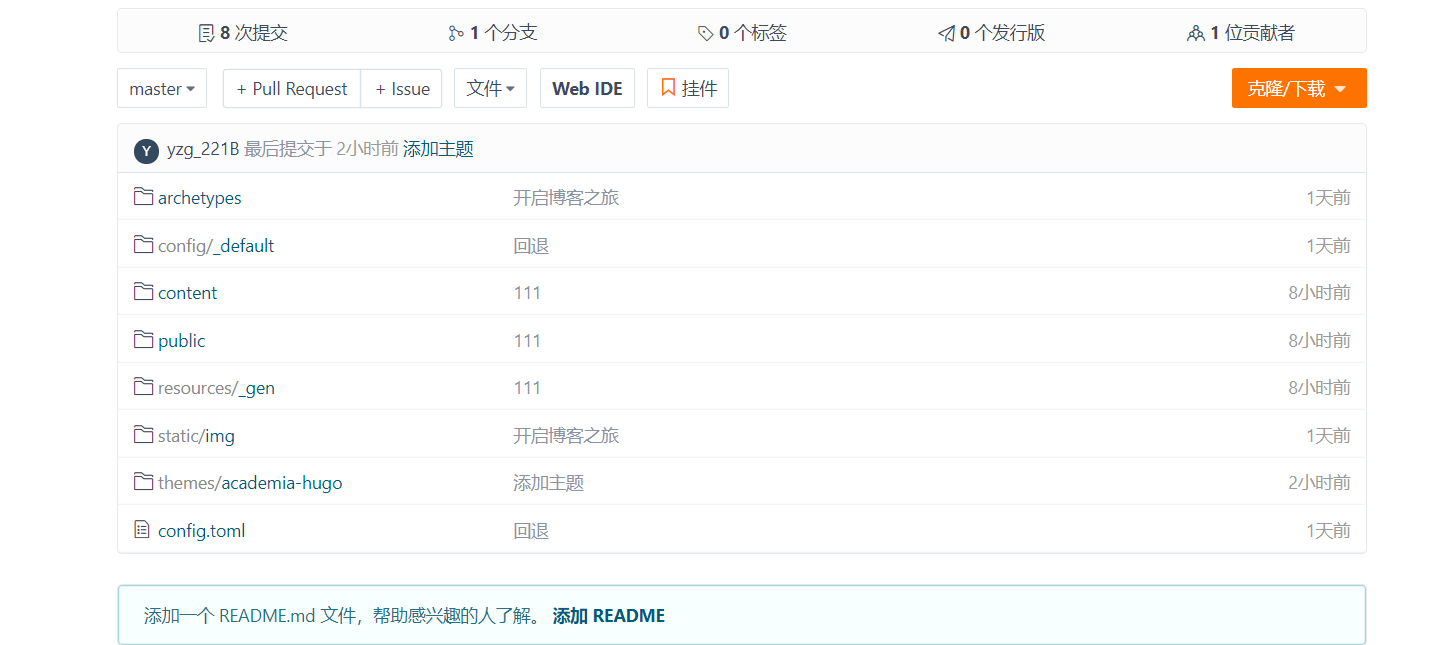 8 次提交 1 个分支 0 个标签 0 个发行版 1 位贡献者
master + Pull Request + Issue 文件 Web IDE 挂件 克隆/下载
Y yzg_221B 最后提交于 2小时前 添加主题
archetypes 开启博客之旅 1天前
config/_default 回退 1天前
content 111 8小时前
public 111 8小时前
resources/_gen 111 8小时前
static/img 开启博客之旅 1天前
themes/academia-hugo 添加主题 2小时前
config.toml 回退 1天前
添加一个 README.md 文件，帮助感兴趣的人了解。 添加 README